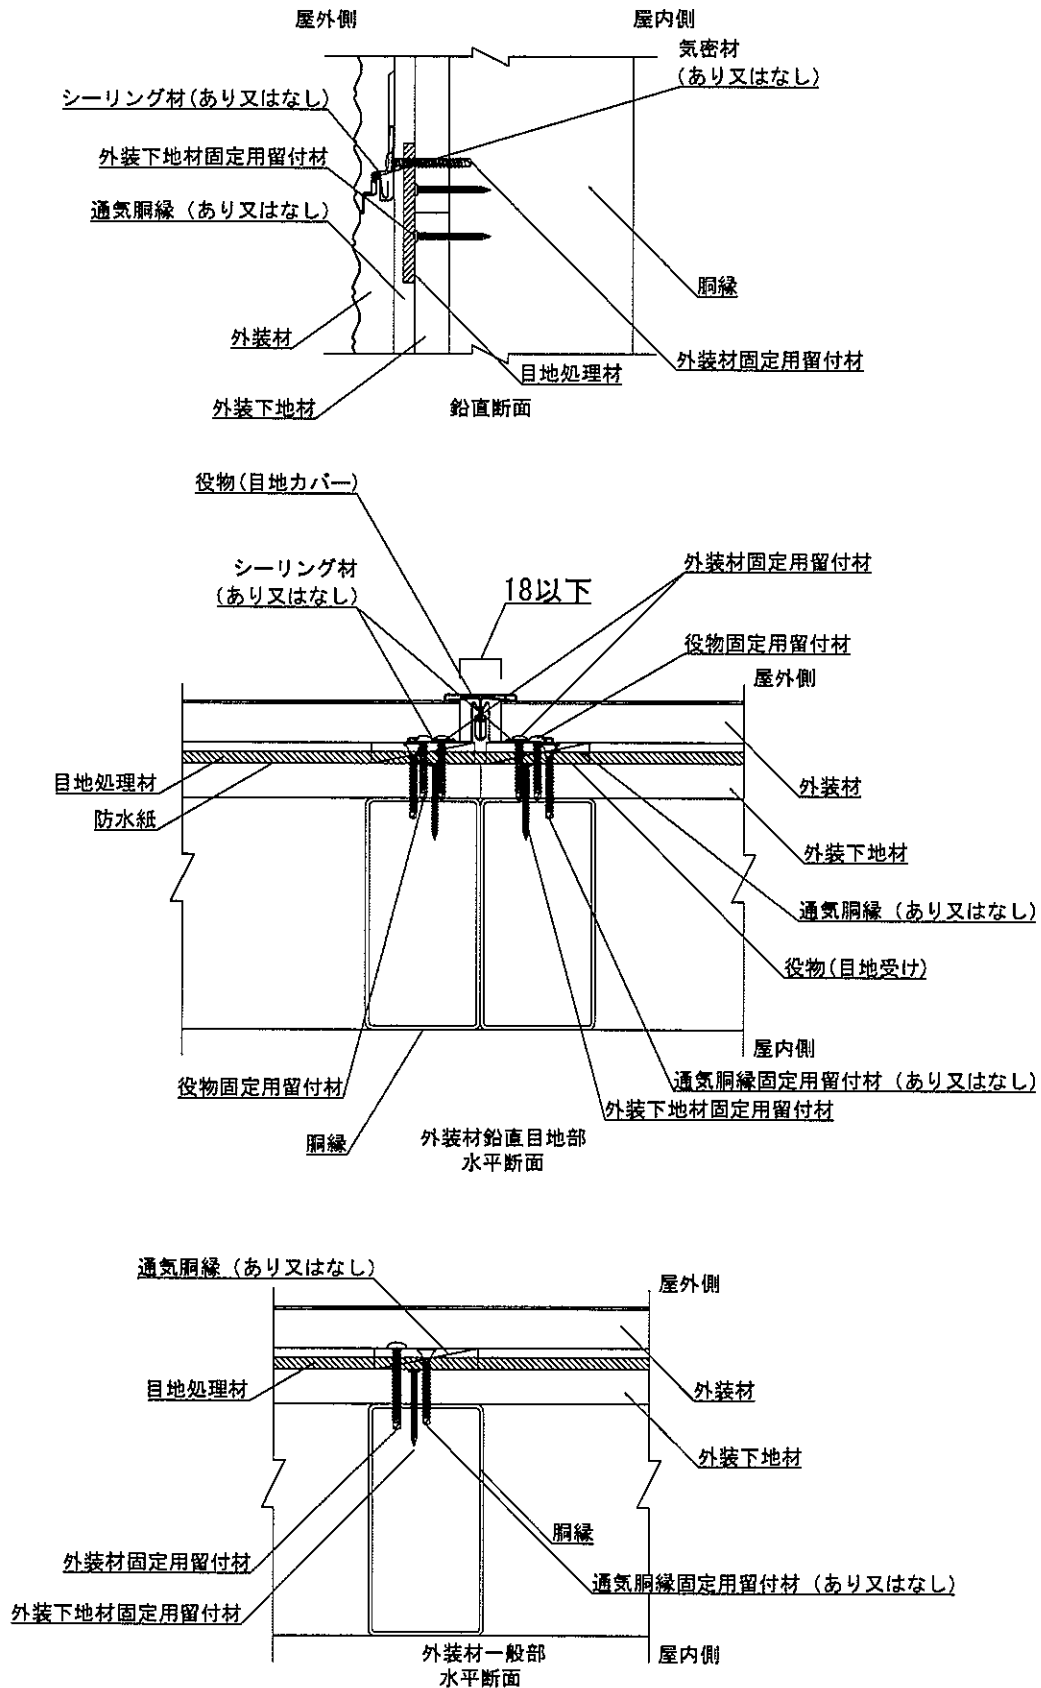 屋外側
屋内側
気密材
(あり又はなし)
シーリング材(あり又はなし)
外装下地材固定用留付材
通気胴縁 (あり又はなし)
胴縁
外装材
外装材固定用留付材
目地処理材
外装下地材
鉛直断面
役物(目地カバー)
シーリング材
(あり又はなし)
18以下
外装材固定用留付材
役物固定用留付材
屋外側
目地処理材
外装材
防水紙
外装下地材
通気胴縁 (あり又はなし)
役物(目地受け)
屋内側
役物固定用留付材
通気胴縁固定用留付材 (あり又はなし)
外装下地材固定用留付材
胴縁
外装材鉛直目地部
水平断面
通気胴縁 (あり又はなし)
屋外側
目地処理材
外装材
外装下地材
胴縁
外装材固定用留付材
通気胴縁固定用留付材 (あり又はなし)
外装下地材固定用留付材
外装材一般部
水平断面
屋内側